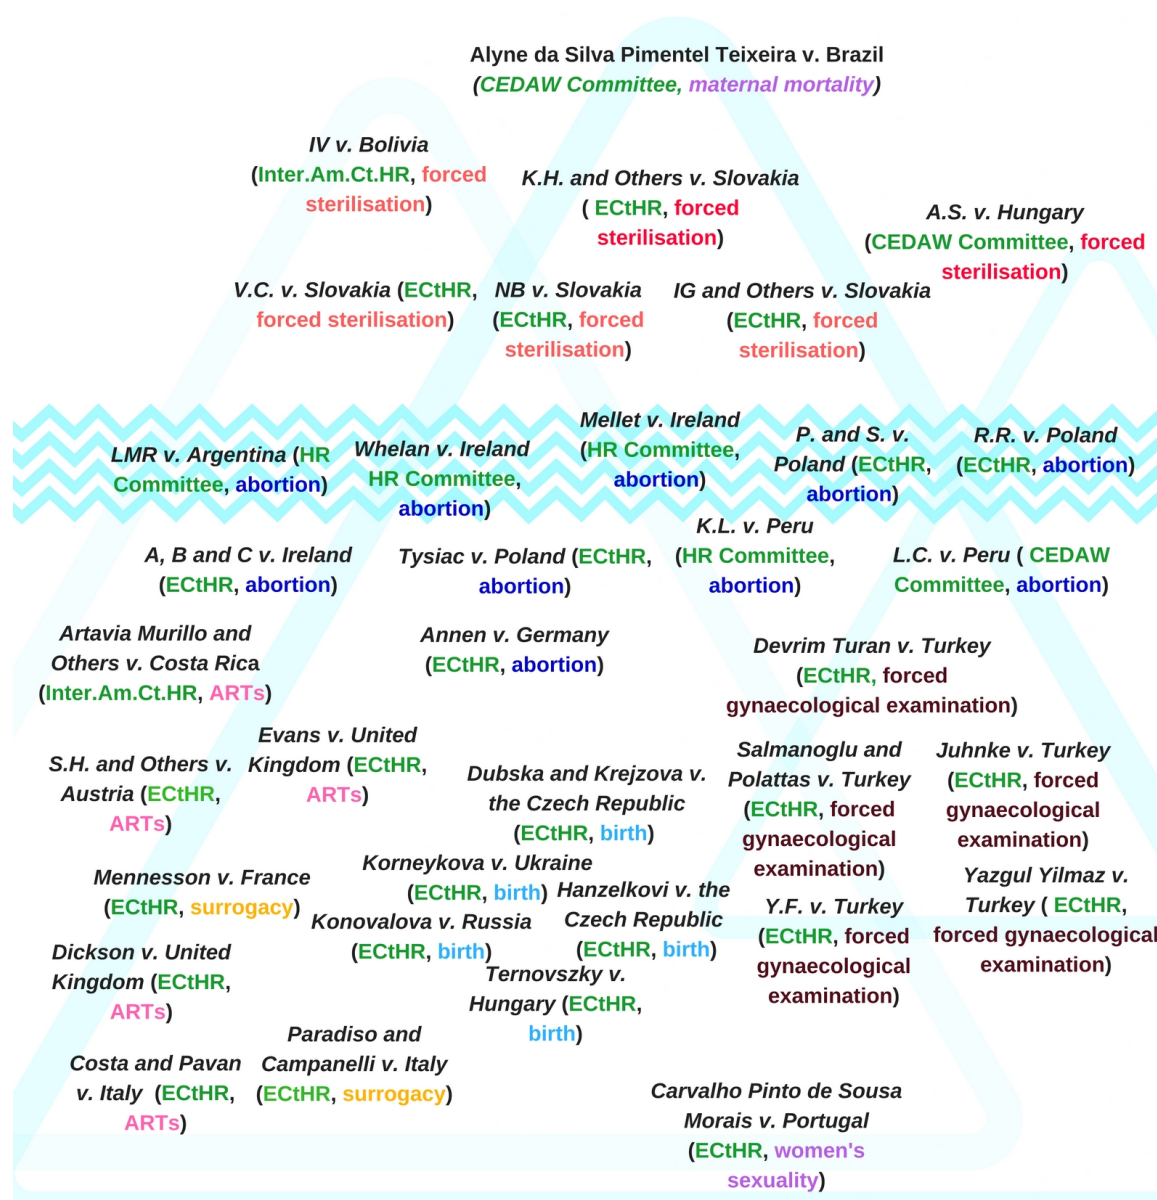 Alyne da Silva Pimentel Teixeira v. Brazil
(CEDAW Committee, maternal mortality)
IV v. Bolivia
(Inter.Am.Ct.HR, forced
sterilisation)
K.H. and Others v. Slovakia
( ECtHR, forced
sterilisation)
A.S. v. Hungary
(CEDAW Committee, forced
sterilisation)
V.C. v. Slovakia (ECtHR,
forced sterilisation)
NB v. Slovakia
(ECtHR, forced
sterilisation)
IG and Others v. Slovakia
(ECtHR, forced
sterilisation)
LMR v. Argentina (HR
Committee, abortion)
Whelan v. Ireland
HR Committee,
abortion)
Mellet v. Ireland
(HR Committee,
abortion)
P. and S. v.
Poland (ECtHR,
abortion)
R.R. v. Poland
(ECtHR, abortion)
A, B and C v. Ireland
(ECtHR, abortion)
Tysiac v. Poland (ECtHR,
abortion)
K.L. v. Peru
(HR Committee,
abortion)
L.C. v. Peru ( CEDAW
Committee, abortion)
Artavia Murillo and
Others v. Costa Rica
(Inter.Am.Ct.HR, ARTs)
Annen v. Germany
(ECtHR, abortion)
Devrim Turan v. Turkey
(ECtHR, forced
gynaecological examination)
S.H. and Others v.
Austria (ECtHR,
ARTs)
Evans v. United
Kingdom (ECtHR,
ARTs)
Dubska and Krejzova v.
the Czech Republic
(ECtHR, birth)
Salmanoglu and
Polattas v. Turkey
(ECtHR, forced
gynaecological
examination)
Juhnke v. Turkey
(ECtHR, forced
gynaecological
examination)
Mennesson v. France
(ECtHR, surrogacy)
Korneykova v. Ukraine
(ECtHR, birth)
Hanzelkovi v. the
Czech Republic
(ECtHR, birth)
Konovalova v. Russia
(ECtHR, birth)
Y.F. v. Turkey
(ECtHR, forced
gynaecological
examination)
Yazgul Yilmaz v.
Turkey ( ECtHR,
forced gynaecological
examination)
Dickson v. United
Kingdom (ECtHR,
ARTs)
Ternovszky v.
Hungary (ECtHR,
birth)
Costa and Pavan
v. Italy (ECtHR,
ARTs)
Paradiso and
Campanelli v. Italy
(ECtHR, surrogacy)
Carvalho Pinto de Sousa
Morais v. Portugal
(ECtHR, women's
sexuality)